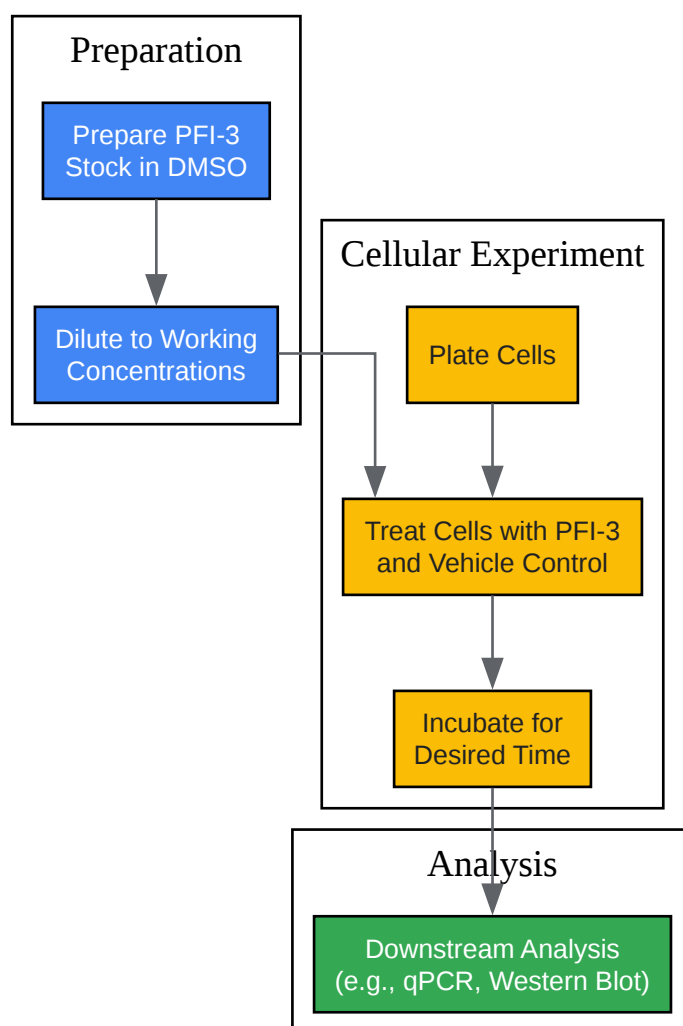 Preparation
Prepare PFI-3
Stock in DMSO
Dilute to Working
Concentrations
Cellular Experiment
Plate Cells
Treat Cells with PFI-3
and Vehicle Control
Incubate for
Desired Time
Analysis
Downstream Analysis
(e.g., qPCR, Western Blot)